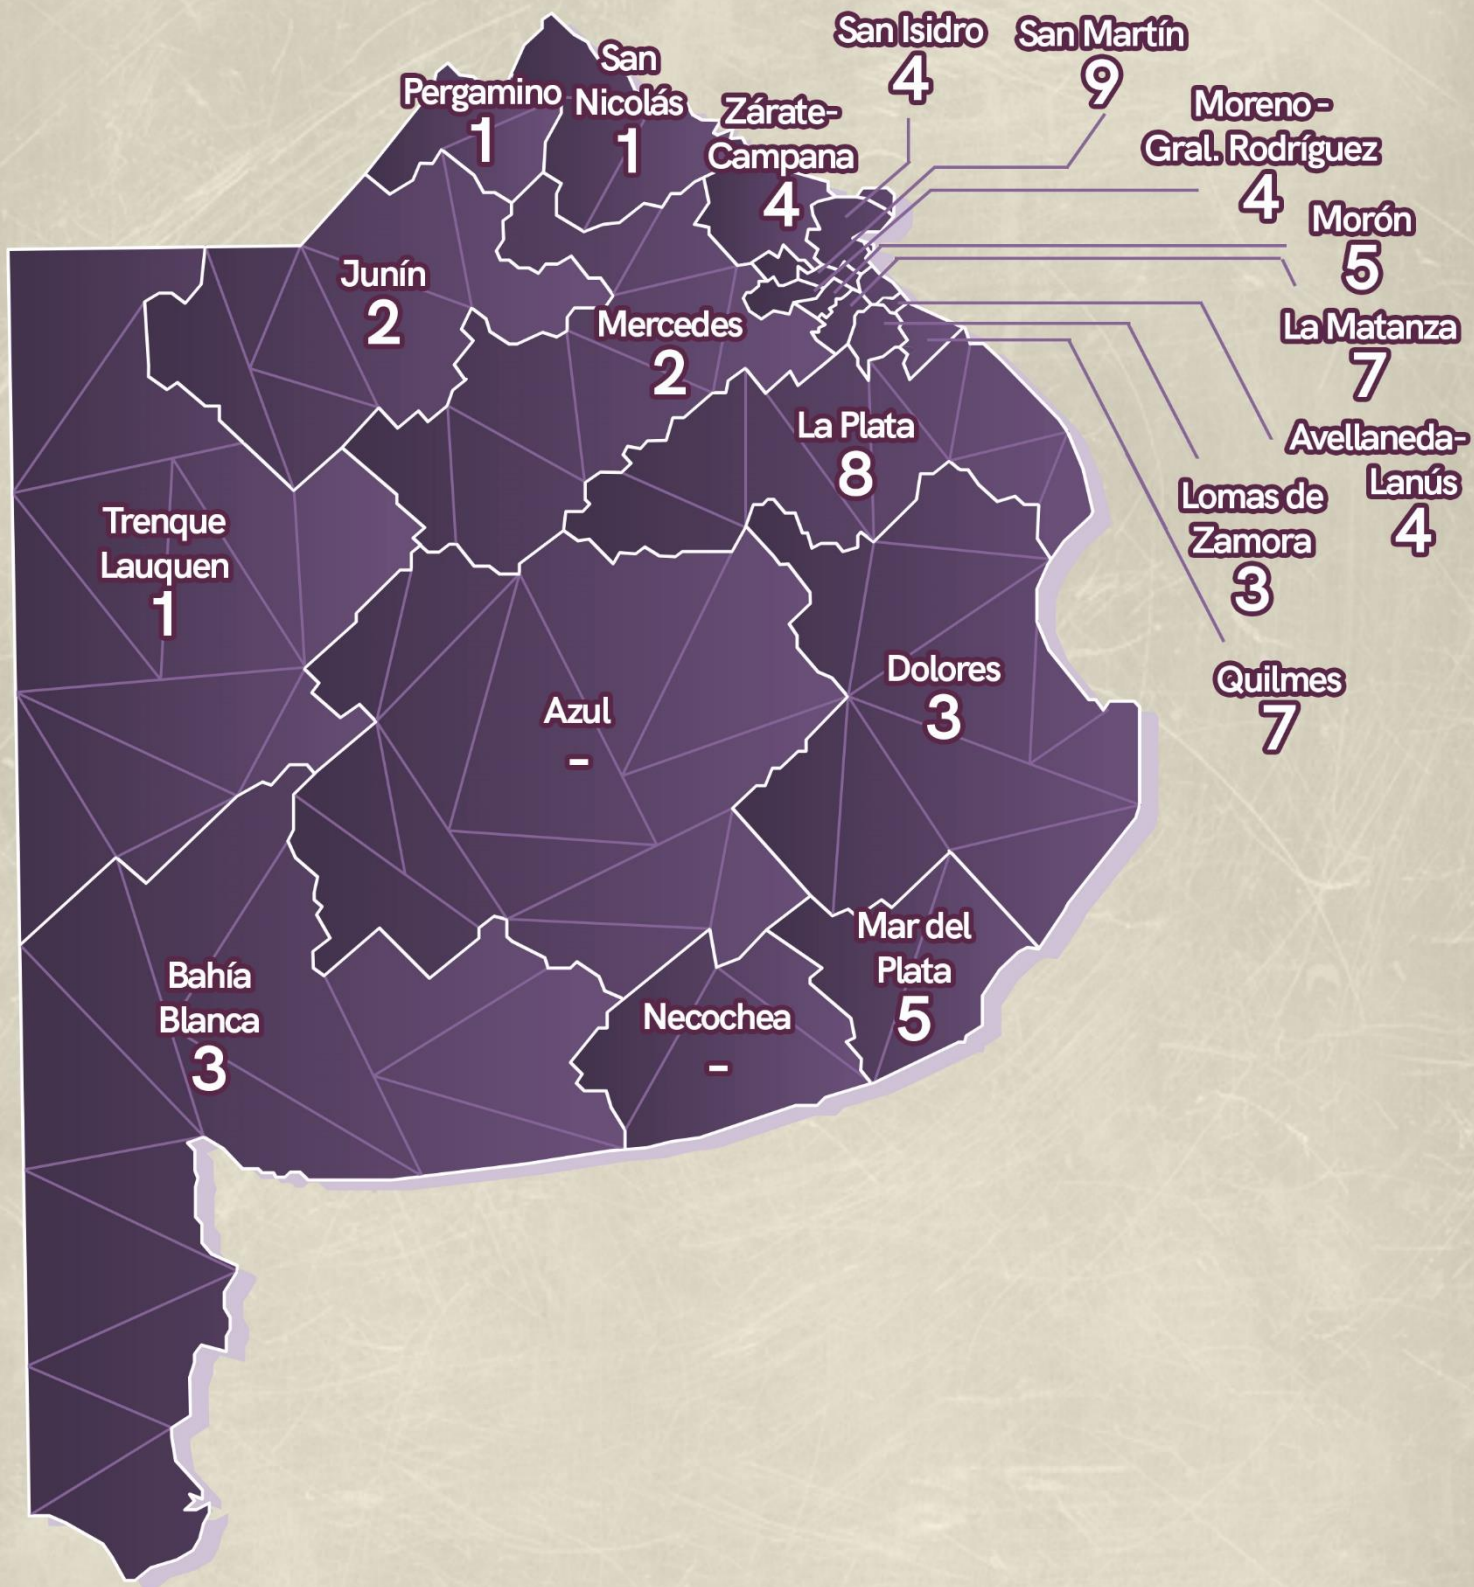 San Isidro
4
San Martín
9
Pergamino
1
San
Nicolás
1
Zárate-
Campana
4
Moreno -
Gral. Rodríguez
4
Morón
5
Junín
2
Mercedes
2
La Matanza
7
La Plata
8
Avellaneda-
Lanús
4
Lomas de
Zamora
3
Trenque
Lauquen
1
Azul
-
Dolores
3
Quilmes
7
Mar del
Plata
5
Bahía
Blanca
3
Necochea
-